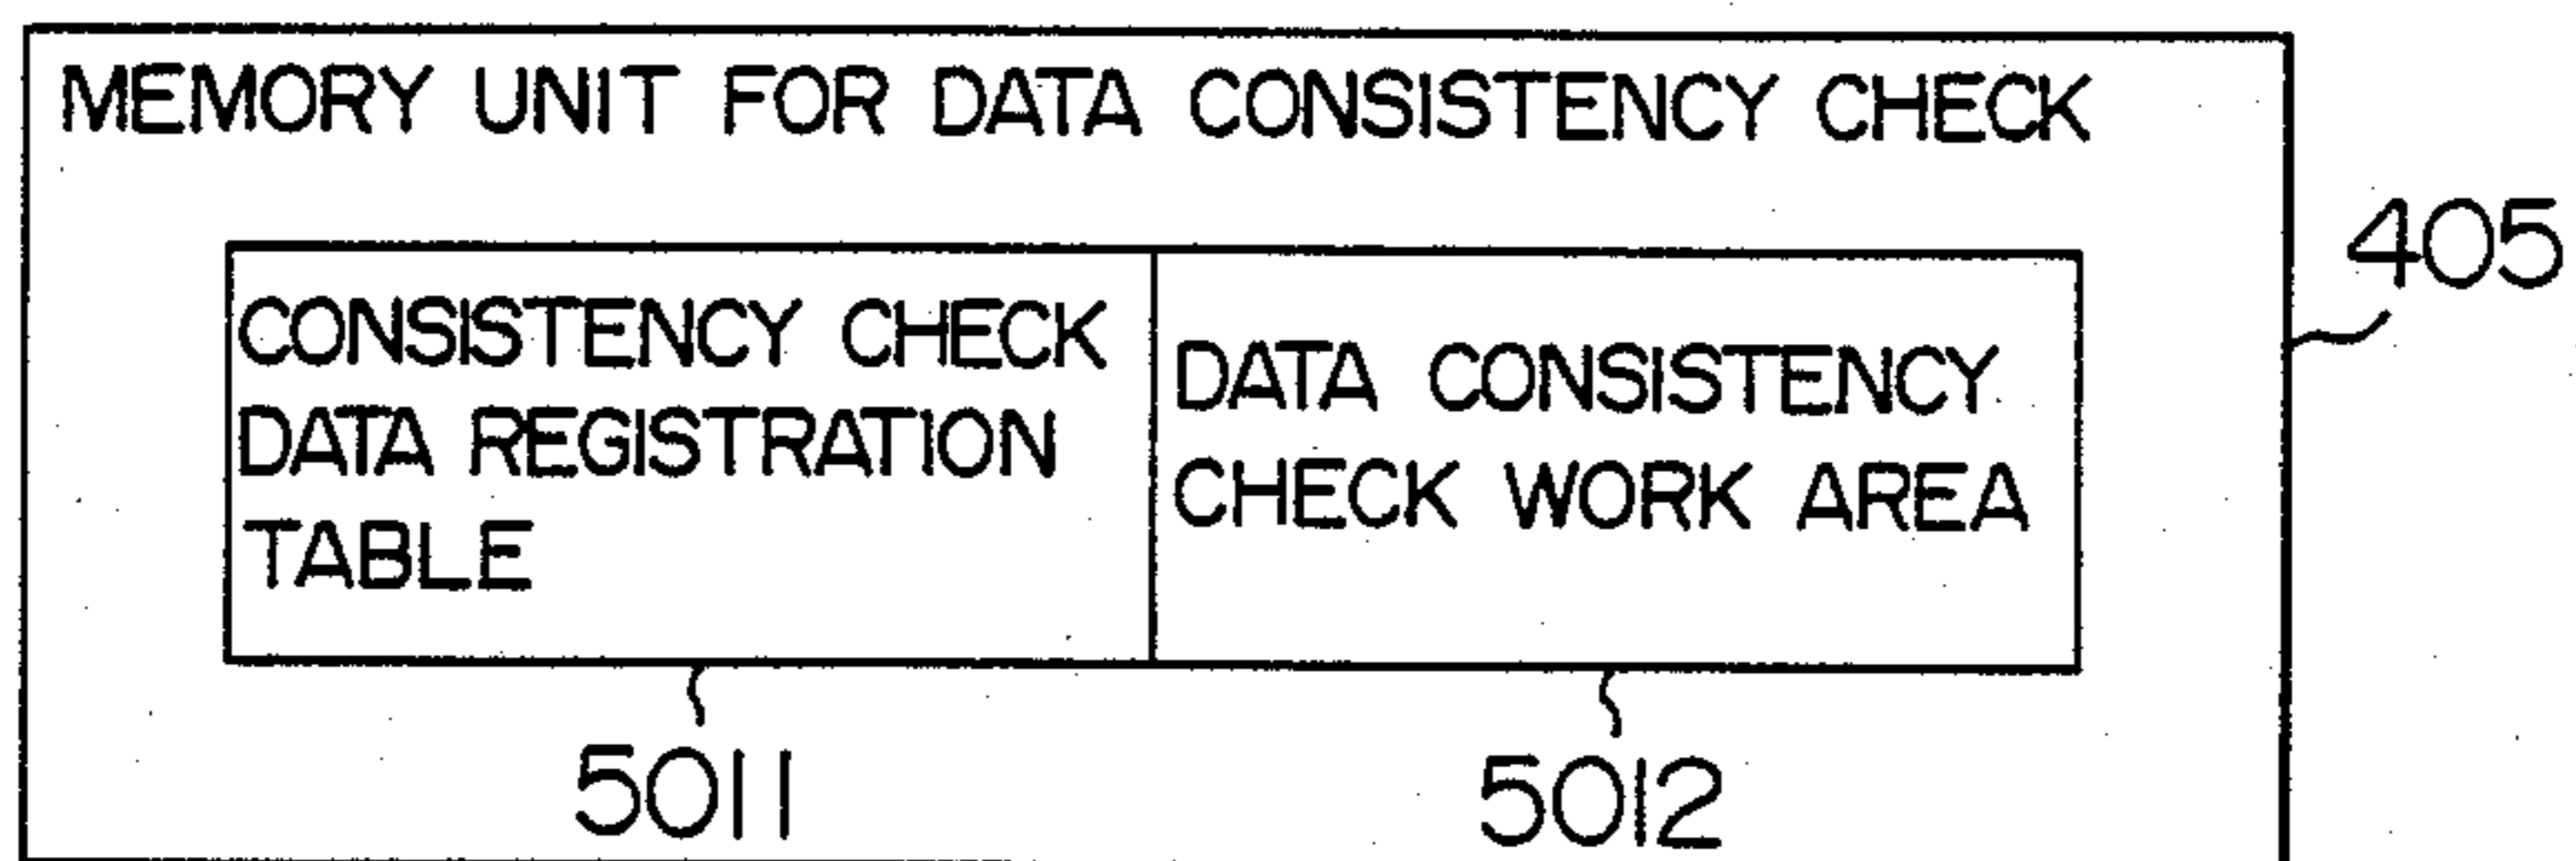 MEMORY UNIT FOR DATA CONSISTENCY CHECK
405
CONSISTENCY CHECK
DATA REGISTRATION
TABLE
DATA CONSISTENCY
CHECK WORK AREA
5011
5012